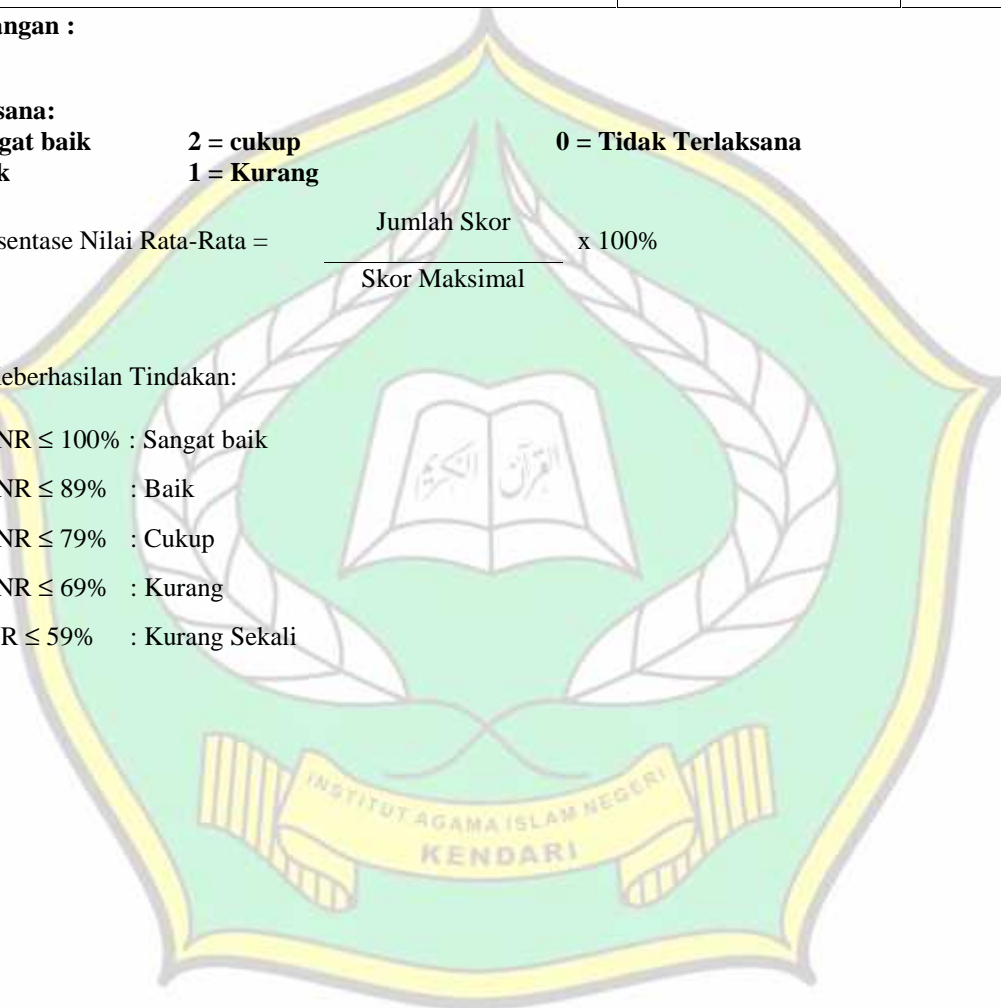 angan :
sana:
gat baik 2 = cukup 0 = Tidak Terlaksana
k 1 = Kurang
sentase Nilai Rata-Rata = Jumlah Skor x 100%
Skor Maksimal
eberhasilan Tindakan:
NR ≤ 100% : Sangat baik
NR ≤ 89% : Baik
NR ≤ 79% : Cukup
NR ≤ 69% : Kurang
R ≤ 59% : Kurang Sekali
القرآن الكريم
INSTITUT AGAMA ISLAM NEGERI
KENDARI